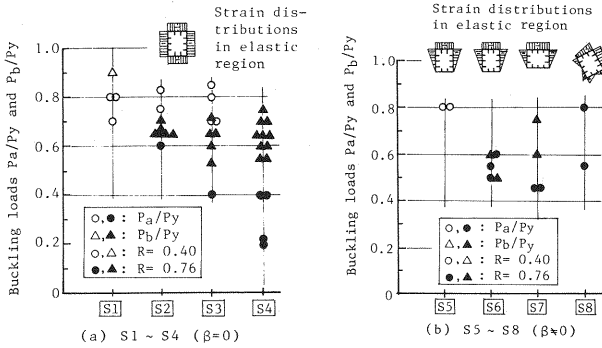 Strain dis-
tributions
in elastic
region
Buckling loads Pa/Py and Pb/Py
1.0
0.8
0.6
0.4
0.2
0
○,●: Pa/Py
△,▲: Pb/Py
○,△: R= 0.40
●,▲: R= 0.76
S1 S2 S3 S4
(a) S1 ~ S4 (β=0)
Strain distributions
in elastic region
Buckling loads Pa/Py and Pb/Py
1.0
0.8
0.6
0.4
0.2
0
○,●: Pa/Py
△,▲: Pb/Py
○,△: R= 0.40
●,▲: R= 0.76
S5 S6 S7 S8
(b) S5 ~ S8 (β≠0)